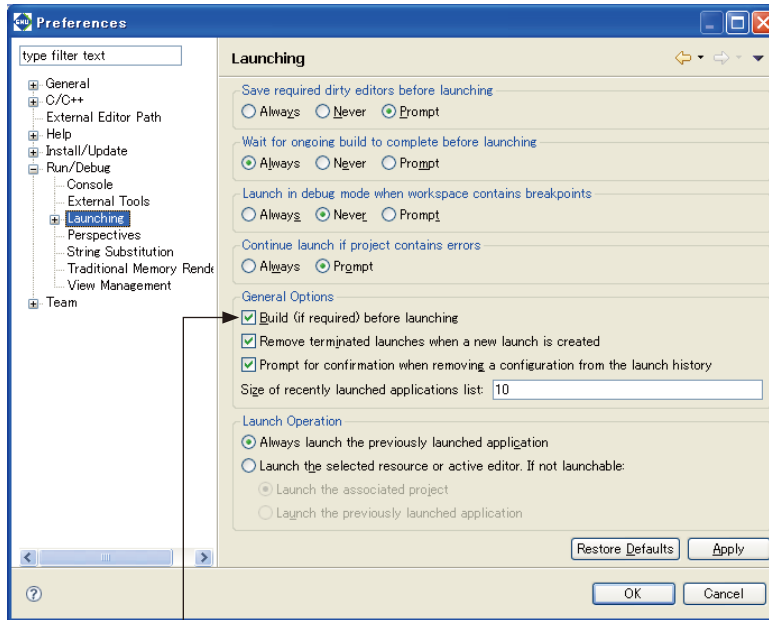 GNU Preferences
type filter text
Launching
General
C/C++
External Editor Path
Help
Install/Update
Run/Debug
Console
External Tools
Launching
Perspectives
String Substitution
Traditional Memory Rende
View Management
Team
Save required dirty editors before launching
Always Never Prompt
Wait for ongoing build to complete before launching
Always Never Prompt
Launch in debug mode when workspace contains breakpoints
Always Never Prompt
Continue launch if project contains errors
Always Prompt
General Options
Build (if required) before launching
Remove terminated launches when a new launch is created
Prompt for confirmation when removing a configuration from the launch history
Size of recently launched applications list: 10
Launch Operation
Always launch the previously launched application
Launch the selected resource or active editor. If not launchable:
Launch the associated project
Launch the previously launched application
Restore Defaults Apply
? OK Cancel